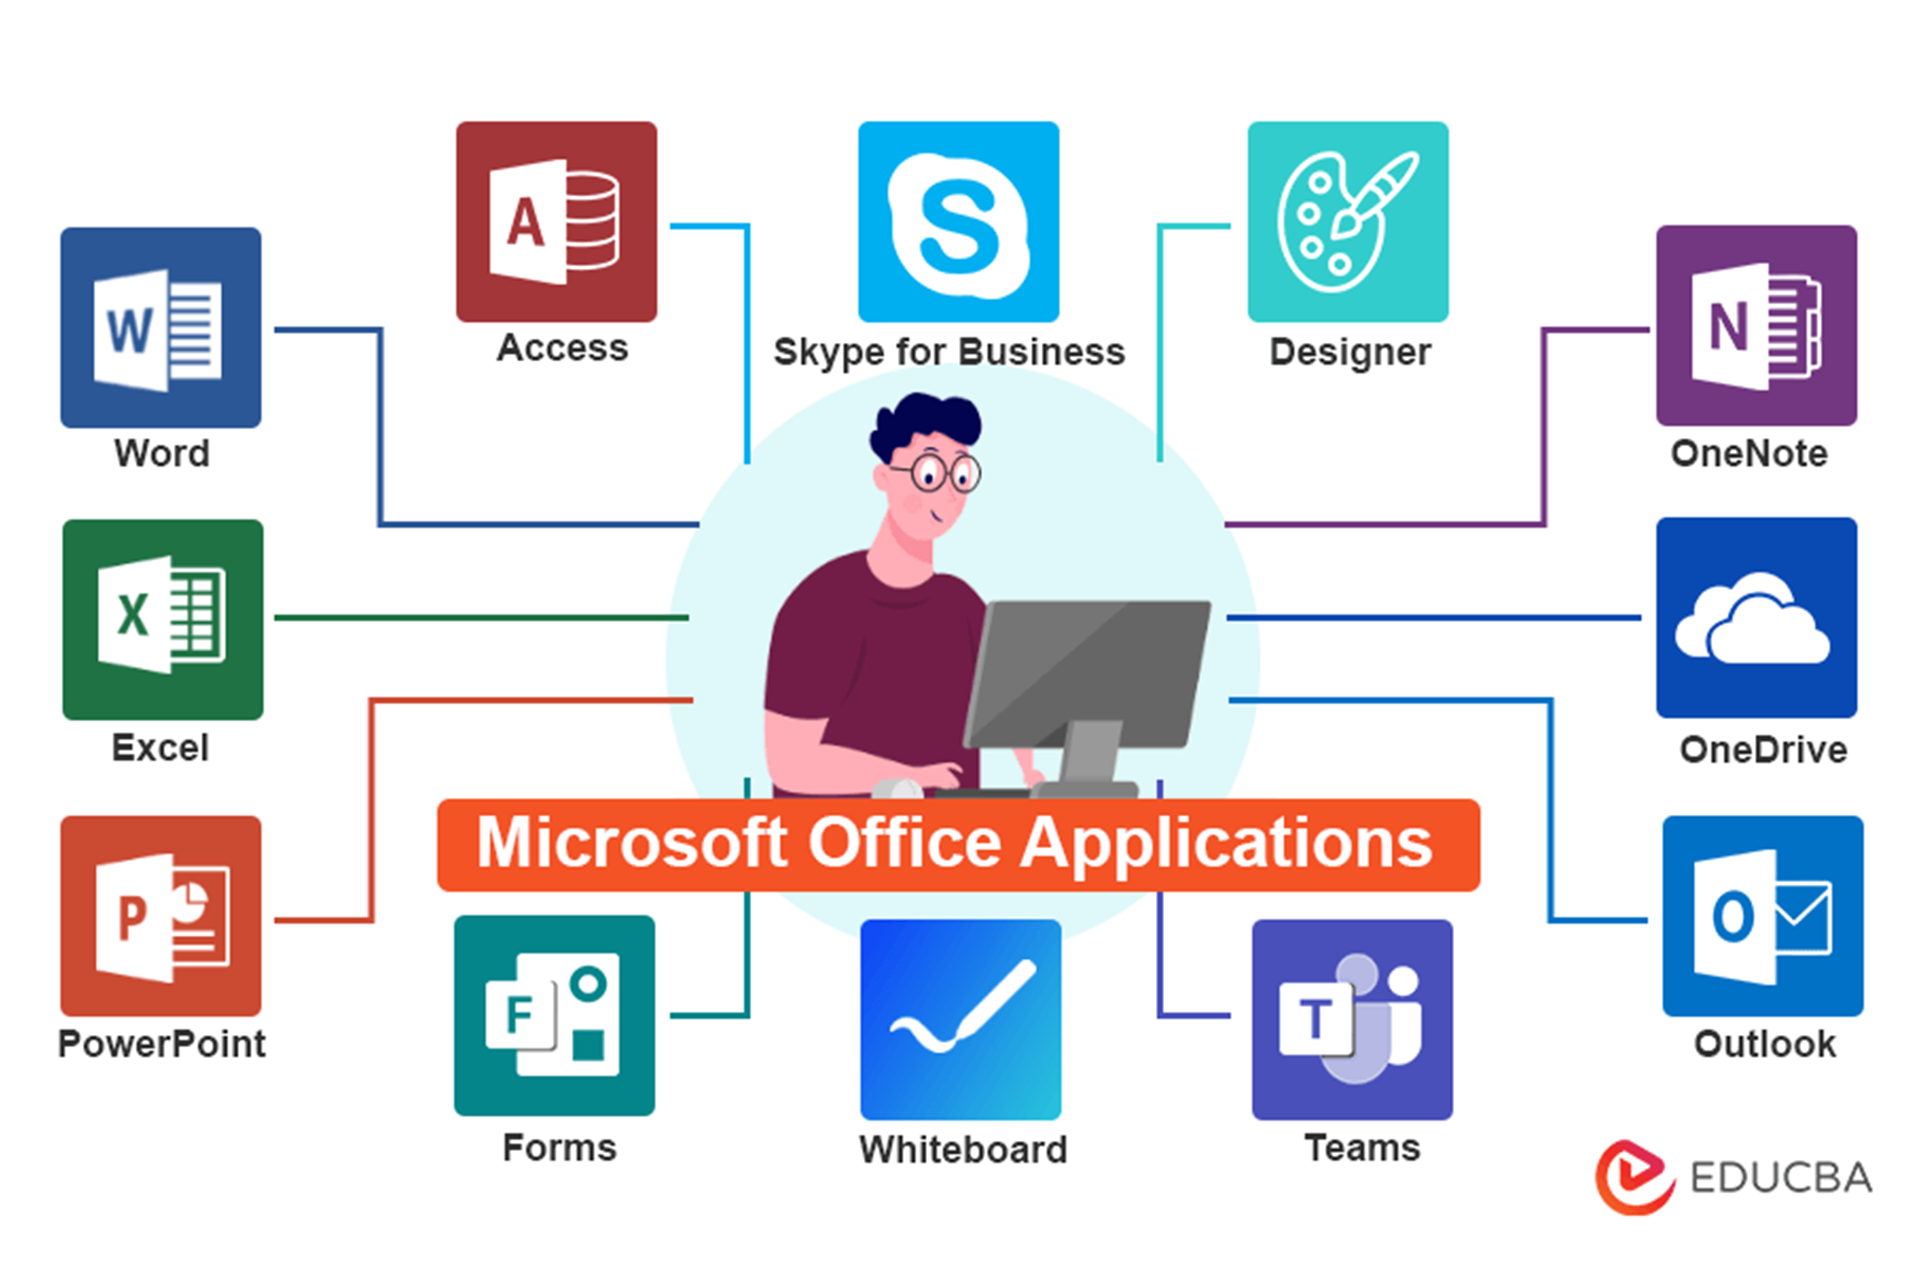 A
Access
S
Skype for Business
Designer
W
Word
N
OneNote
X
Excel
OneDrive
P
PowerPoint
Microsoft Office Applications
O
Outlook
F
Forms
Whiteboard
T
Teams
EDUCBA